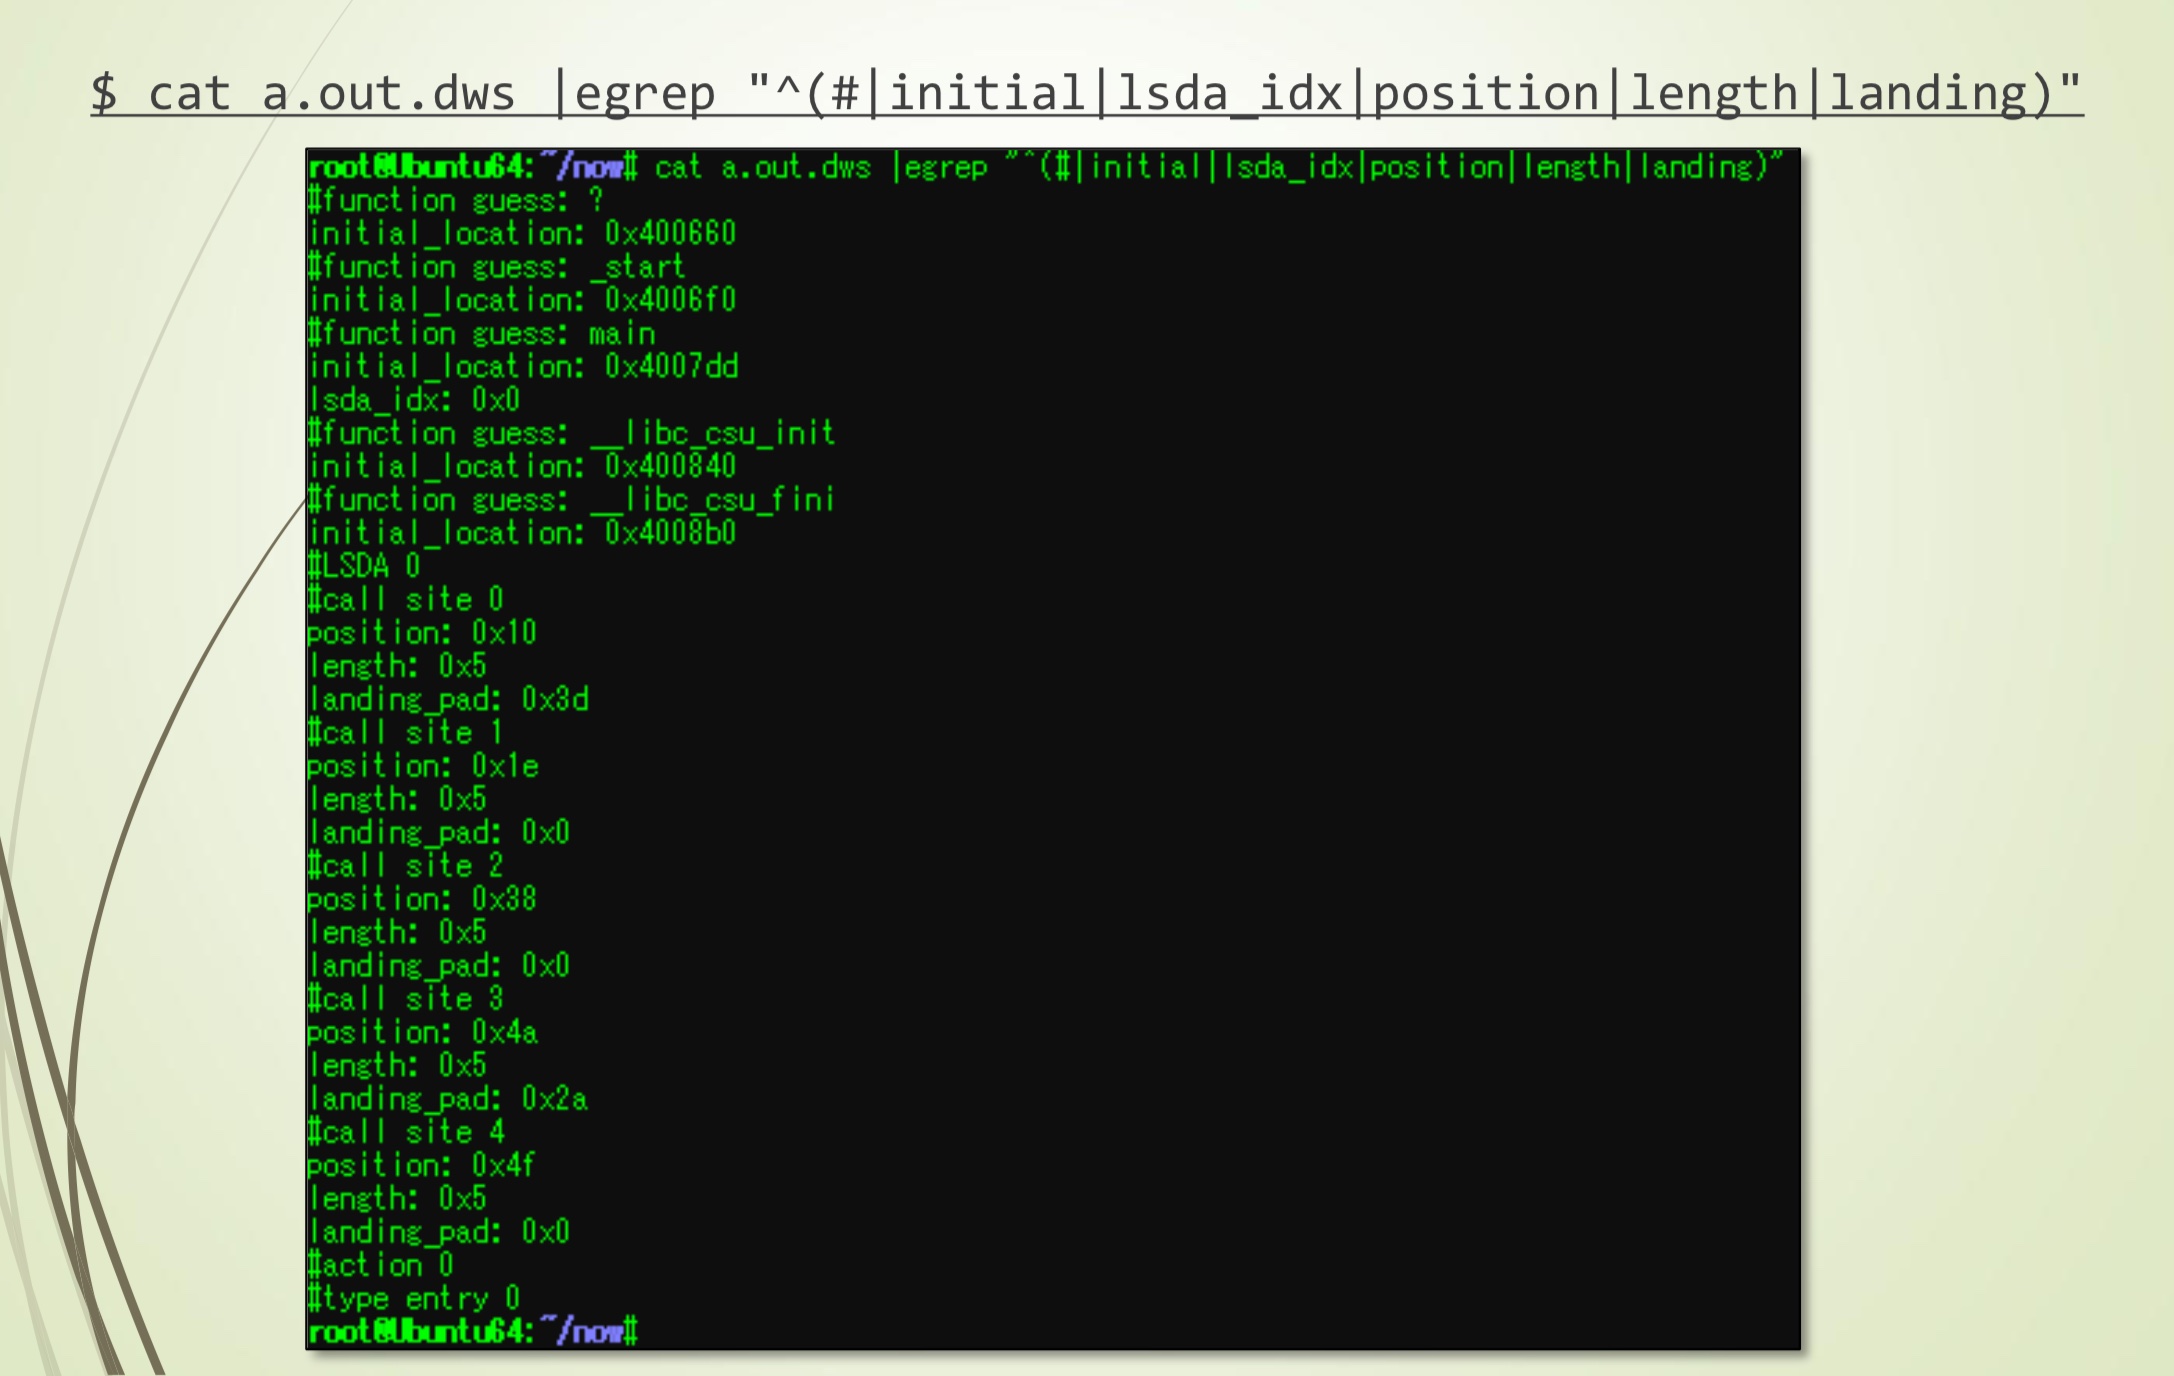 $ cat a.out.dws |egrep "^(#|initial|lsda_idx|position|length|landing)"
root@Ubuntu64:~/now# cat a.out.dws |egrep "^(#|initial|lsda_idx|position|length|landing)"
#function guess: ?
initial_location: 0x400660
#function guess: _start
initial_location: 0x4006f0
#function guess: main
initial_location: 0x4007dd
lsda_idx: 0x0
#function guess: __libc_csu_init
initial_location: 0x400840
#function guess: __libc_csu_fini
initial_location: 0x4008b0
#LSDA 0
#call site 0
position: 0x10
length: 0x5
landing_pad: 0x3d
#call site 1
position: 0x1e
length: 0x5
landing_pad: 0x0
#call site 2
position: 0x38
length: 0x5
landing_pad: 0x0
#call site 3
position: 0x4a
length: 0x5
landing_pad: 0x2a
#call site 4
position: 0x4f
length: 0x5
landing_pad: 0x0
#action 0
#type entry 0
root@Ubuntu64:~/now#